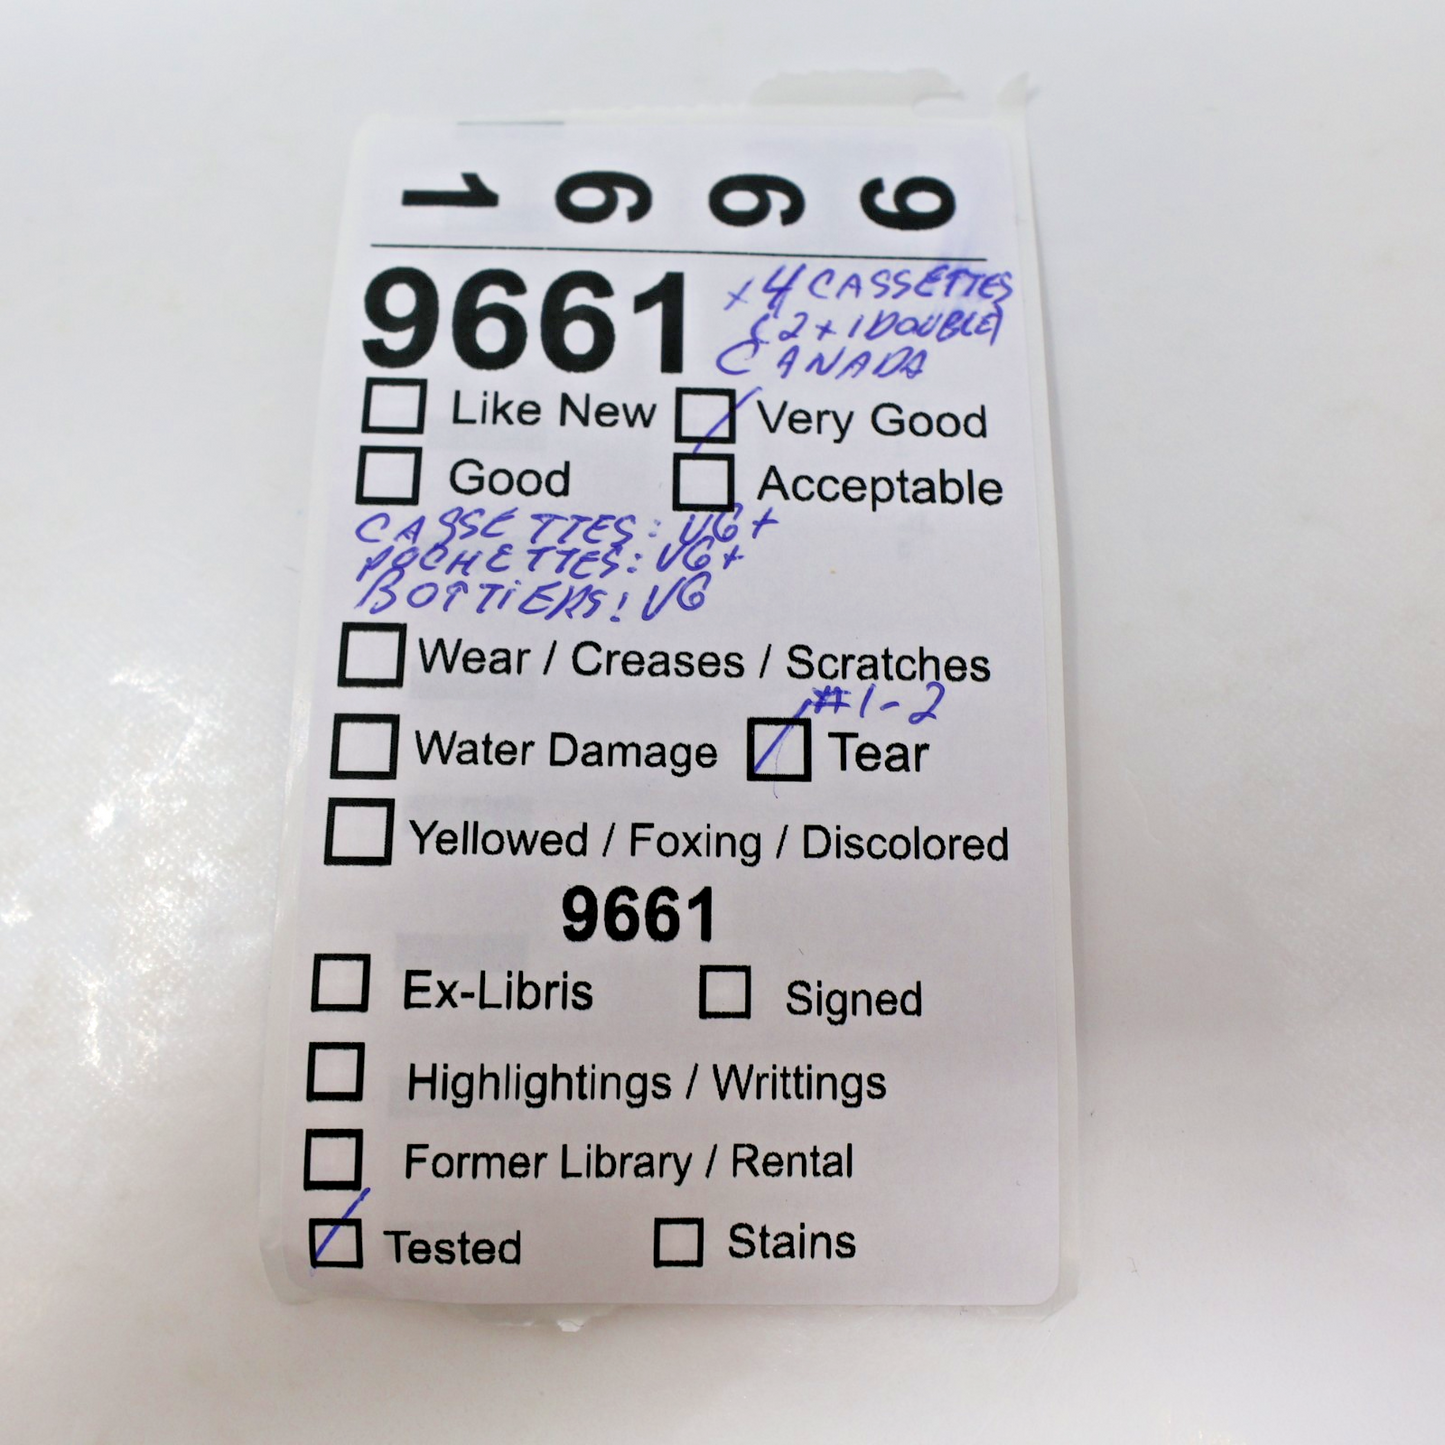 9 6 6 1
9661 x4 CASSETTES
(2+1 DOUBLE)
CANADA
Like New Very Good
Good Acceptable
CASSETTES: VG+
POCHETTES: VG+
BOITIERS: VG
Wear / Creases / Scratches
#1-2
Water Damage Tear
Yellowed / Foxing / Discolored
9661
Ex-Libris Signed
Highlightings / Writtings
Former Library / Rental
Tested Stains